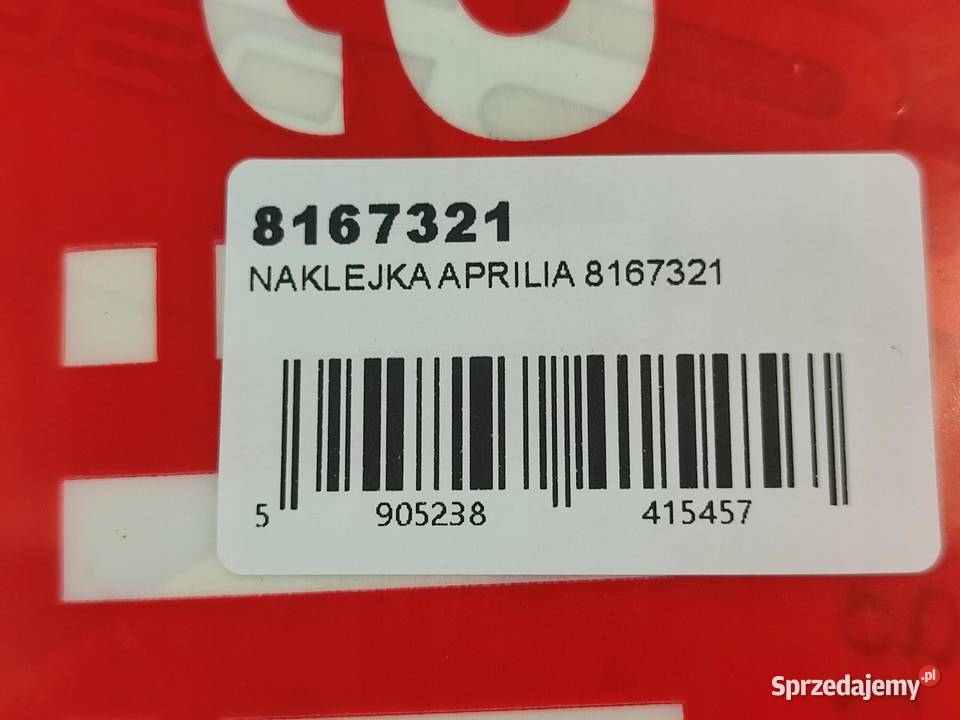 8167321
NAKLEJKA APRILIA 8167321
5 905238 415457
Sprzedajemy.pl